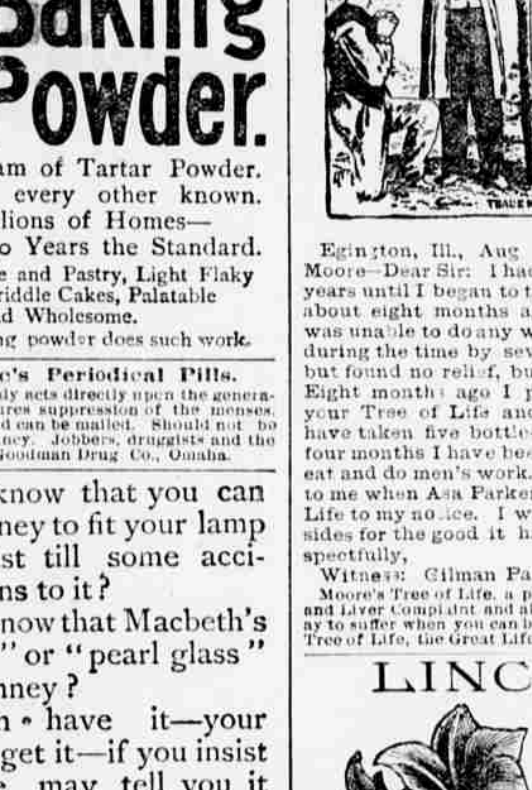 Baking
Powder.
am of Tartar Powder.
every other known.
lions of Homes—
o Years the Standard.
e and Pastry, Light Flaky
riddle Cakes, Palatable
d Wholesome.
ng powder does such work.
e's Periodical Pills.
ly acts directly upon the genera-
ures suppression of the menses.
d can be mailed. Should not be
ncy. Jobbers, druggists and the
Goodman Drug Co., Omaha.
know that you can
ney to fit your lamp
st till some acci-
ns to it?
now that Macbeth's
" or "pearl glass"
nney?
n have it—your
get it—if you insist
may tell you it
TRADE M
Egington, Ill., Aug
Moore—Dear Sir: I had
years until I began to t
about eight months a
was unable to do any w
during the time by sev
but found no relief, bu
Eight months ago I p
your Tree of Life and
have taken five bottle
four months I have bee
eat and do men's work.
to me when Asa Parker
Life to my notice. I w
sides for the good it h
spectfully,
Witness: Gilman Pa
Moore's Tree of Life, a p
and Liver Complaint and al
ay to suffer when you can b
Tree of Life, the Great Life
LINC